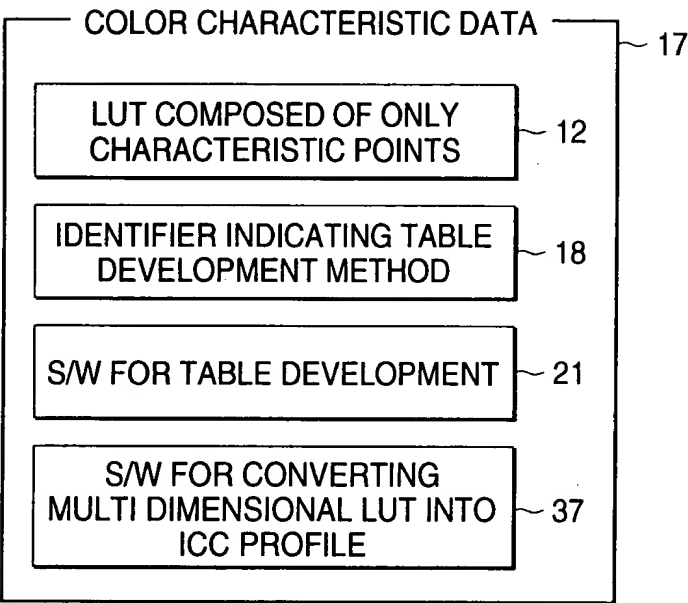 COLOR CHARACTERISTIC DATA
17
LUT COMPOSED OF ONLY
CHARACTERISTIC POINTS
12
IDENTIFIER INDICATING TABLE
DEVELOPMENT METHOD
18
S/W FOR TABLE DEVELOPMENT
21
S/W FOR CONVERTING
MULTI DIMENSIONAL LUT INTO
ICC PROFILE
37